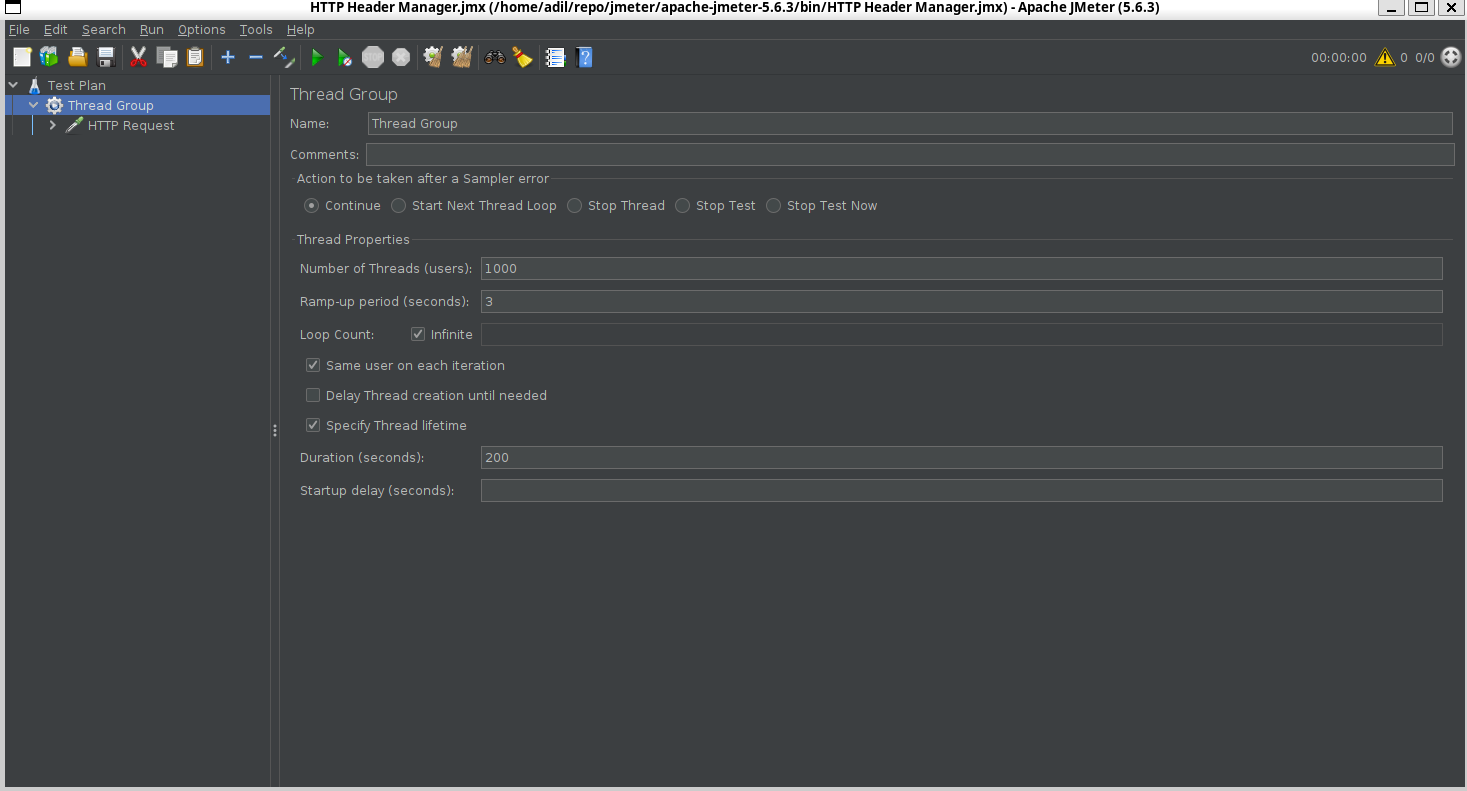 HTTP Header Manager.jmx (/home/adil/repo/jmeter/apache-jmeter-5.6.3/bin/HTTP Header Manager.jmx) - Apache JMeter (5.6.3)
File Edit Search Run Options Tools Help
STOP 00:00:00 0 0/0
Test Plan
Thread Group
HTTP Request
Thread Group
Name: Thread Group
Comments:
Action to be taken after a Sampler error
Continue Start Next Thread Loop Stop Thread Stop Test Stop Test Now
Thread Properties
Number of Threads (users): 1000
Ramp-up period (seconds): 3
Loop Count: Infinite
Same user on each iteration
Delay Thread creation until needed
Specify Thread lifetime
Duration (seconds): 200
Startup delay (seconds):